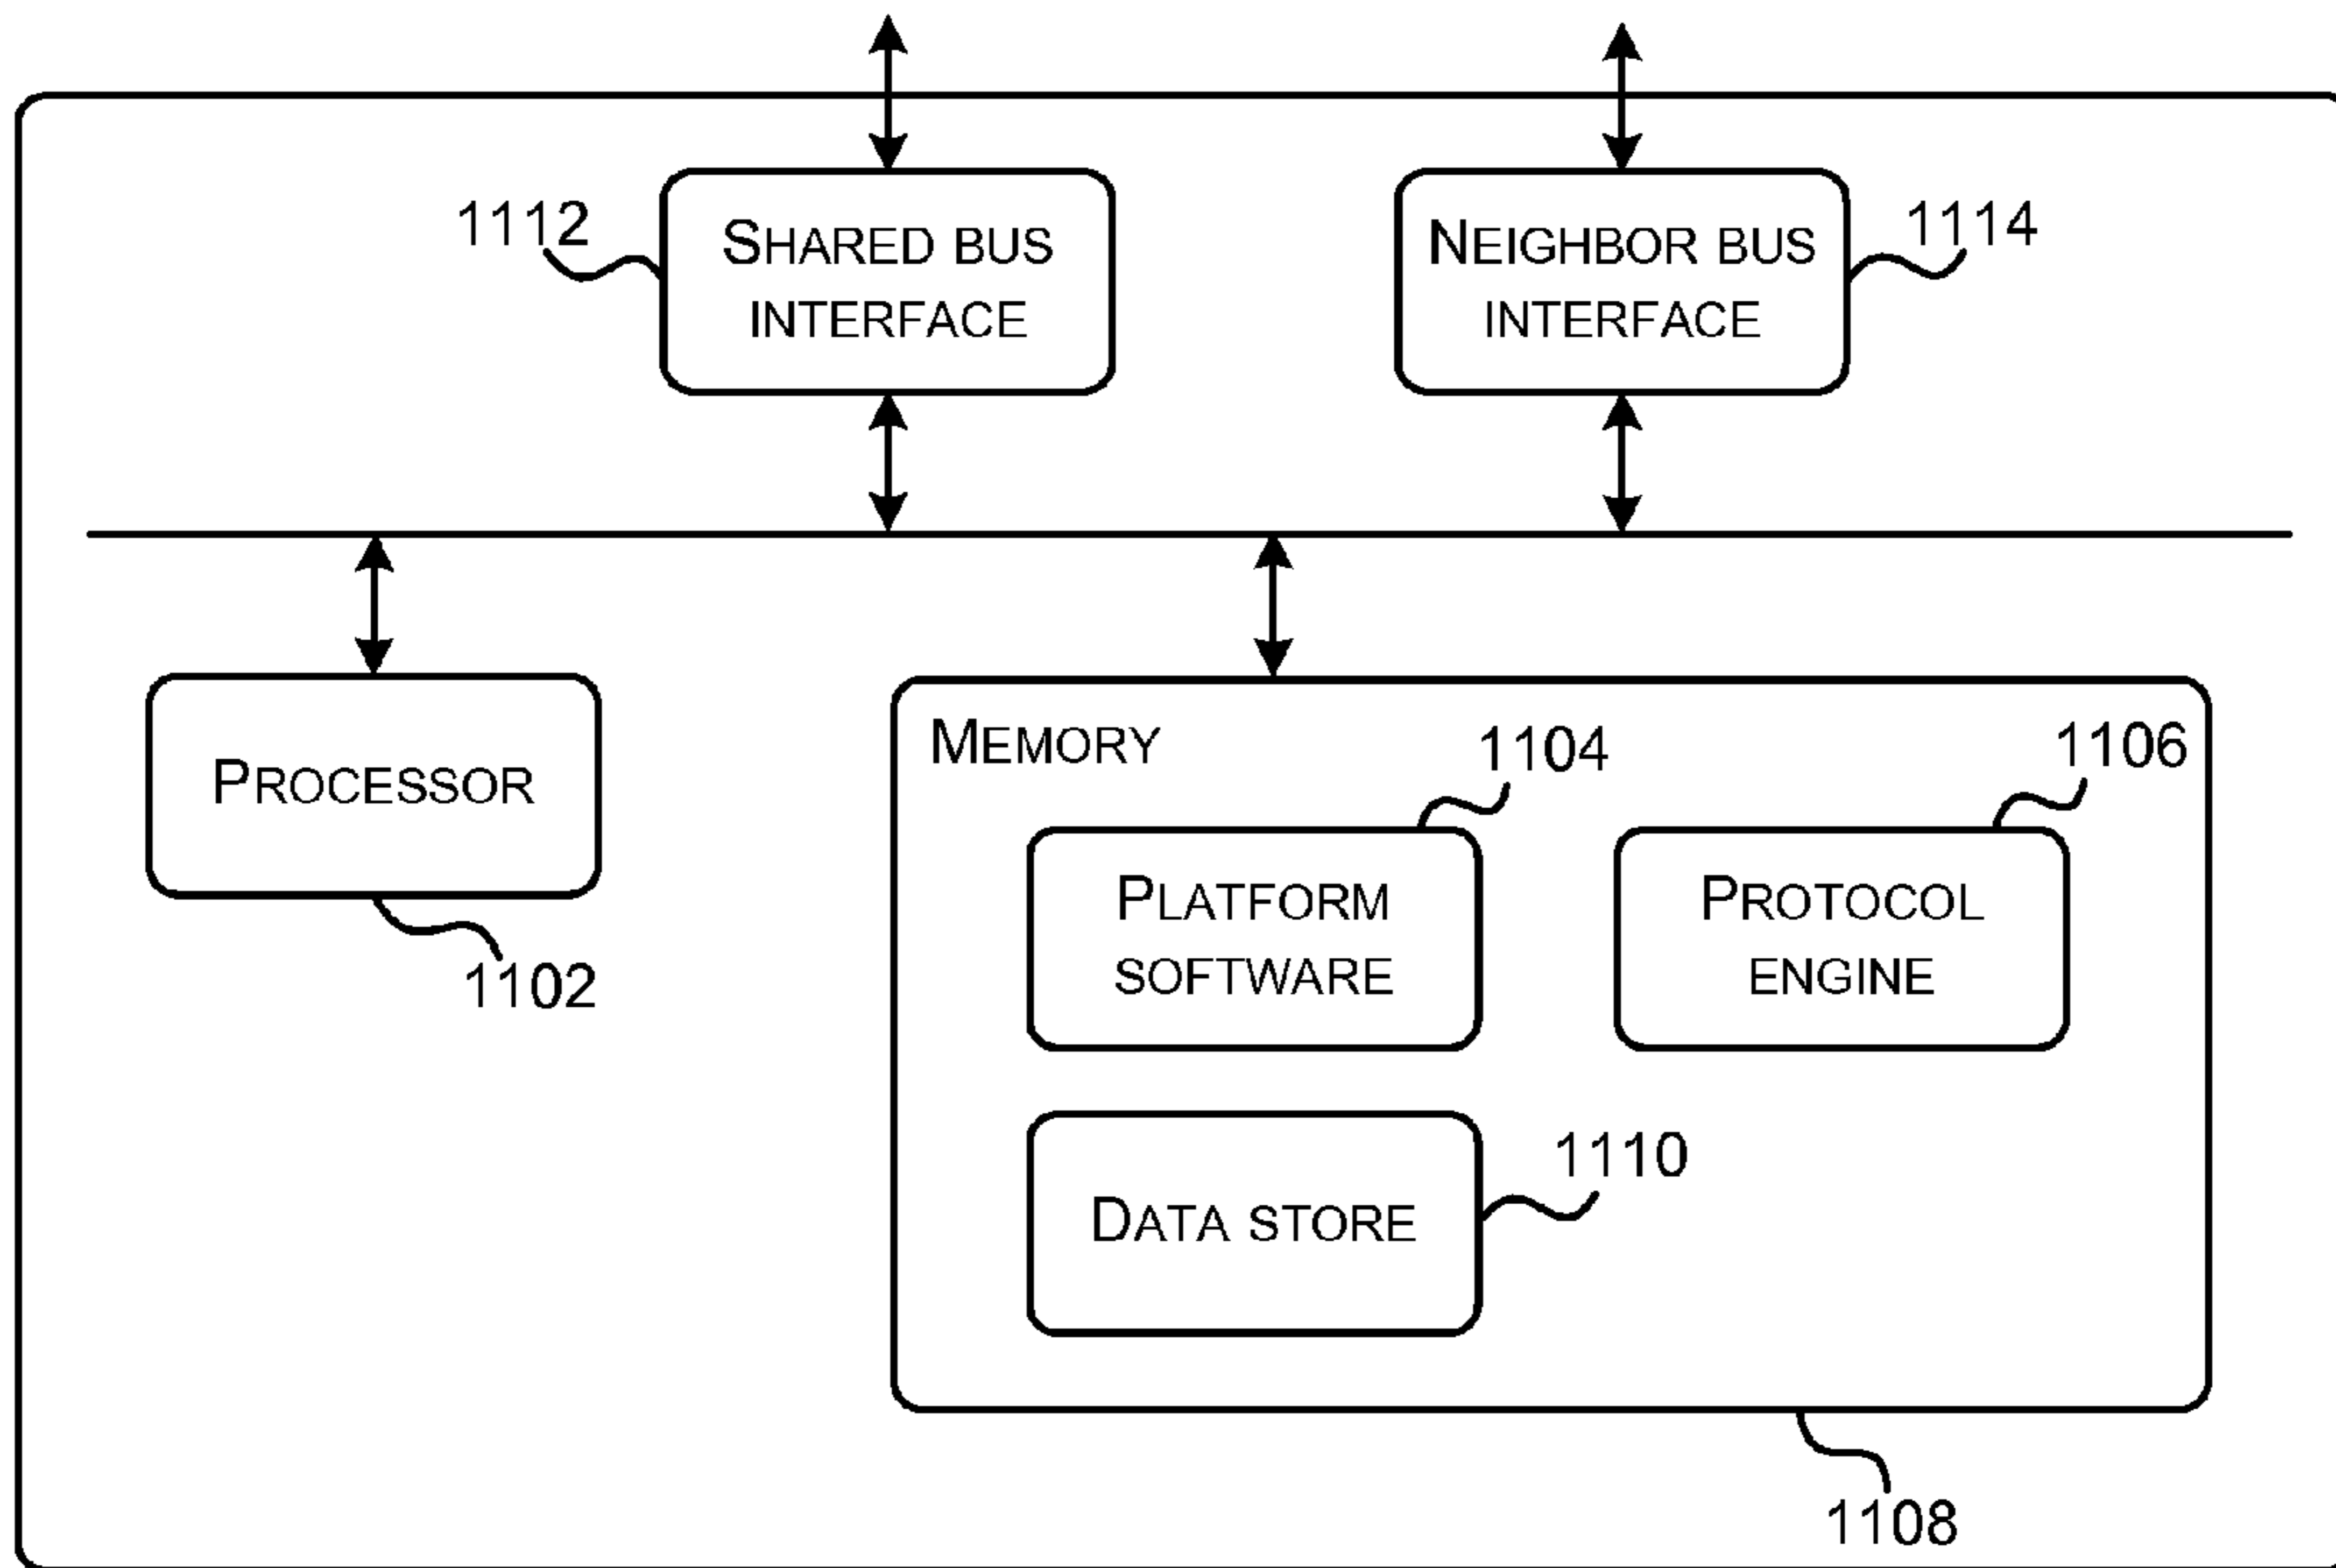 1112
SHARED BUS
INTERFACE
NEIGHBOR BUS
INTERFACE
1114
PROCESSOR
1102
MEMORY
1104
1106
PLATFORM
SOFTWARE
PROTOCOL
ENGINE
DATA STORE
1110
1108